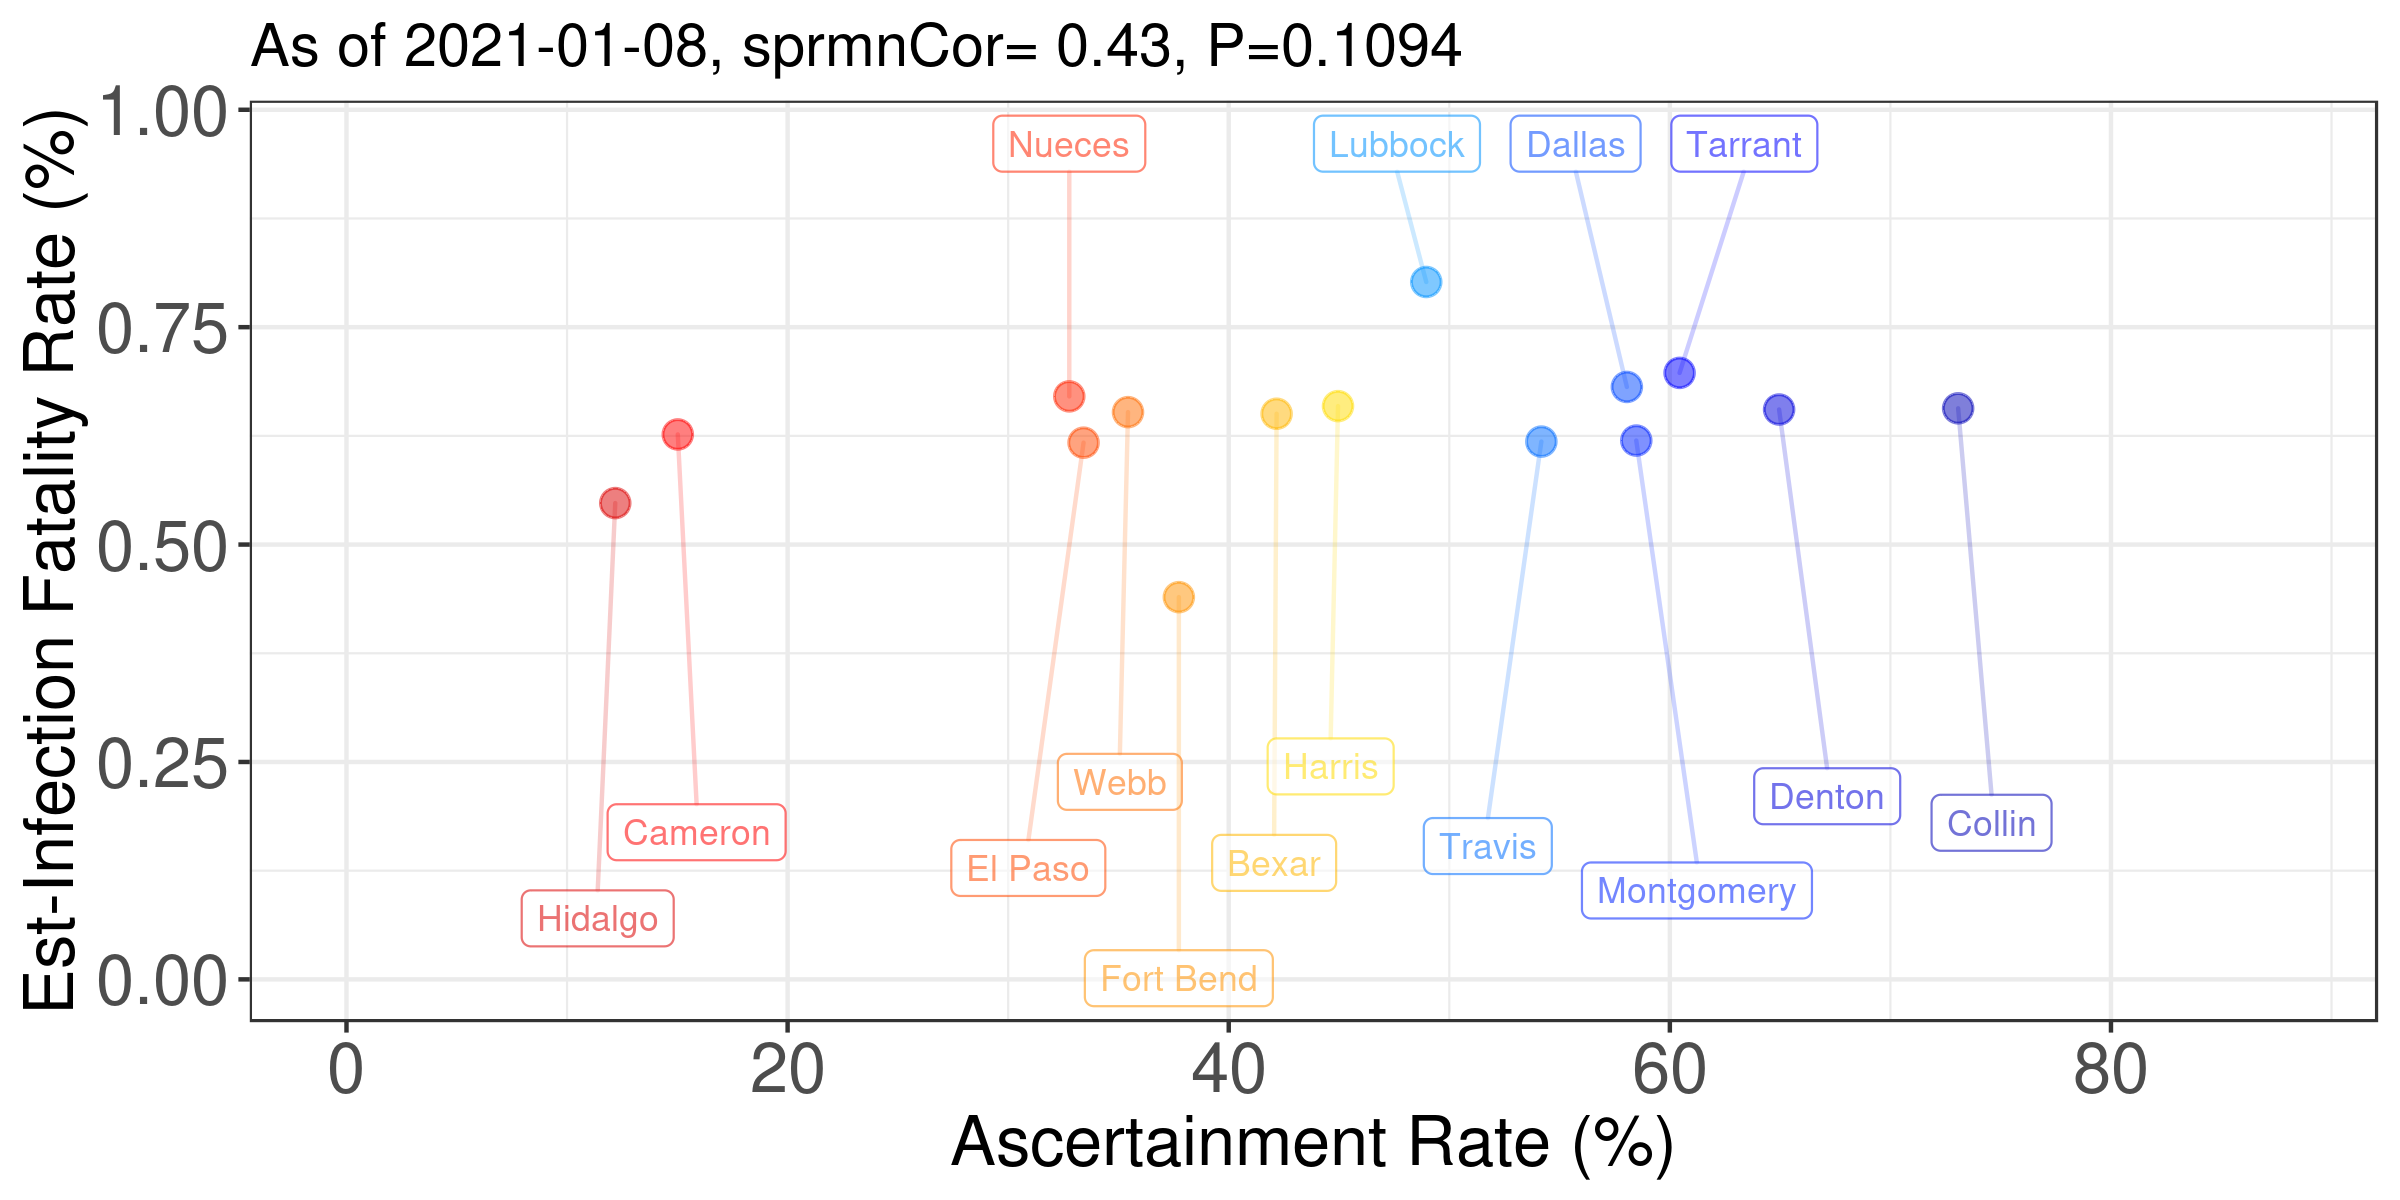 As of 2021-01-08, sprmnCor= 0.43, P=0.1094
Est-Infection Fatality Rate (%)
1.00
0.75
0.50
0.25
0.00
Nueces
Lubbock
Dallas
Tarrant
Webb
Harris
Denton
Collin
Cameron
El Paso
Bexar
Travis
Montgomery
Hidalgo
Fort Bend
0
20
40
60
80
Ascertainment Rate (%)